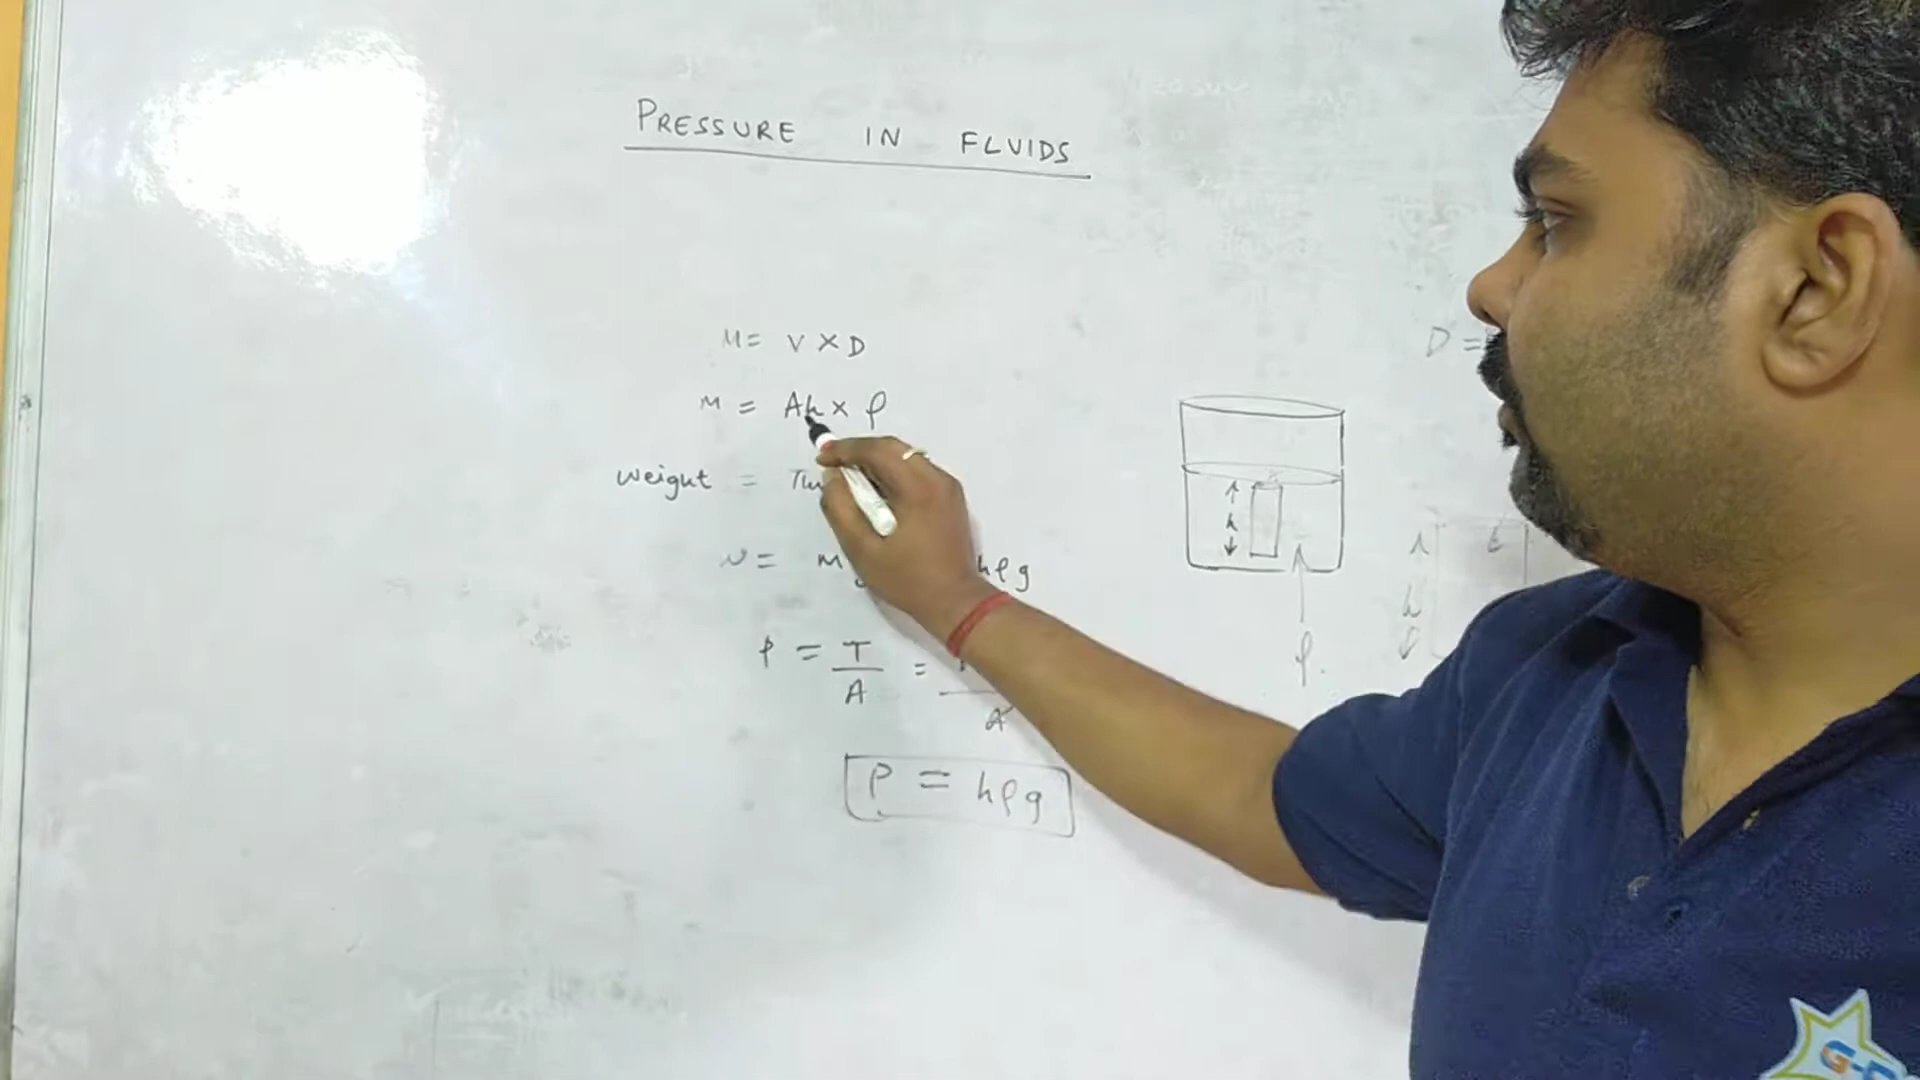 PRESSURE IN FLUIDS
M = V × D
M = Ah × ρ
weight =
= m
hρg
P = T/A =
A
P = hρg
h
ρ
D =
h
G-